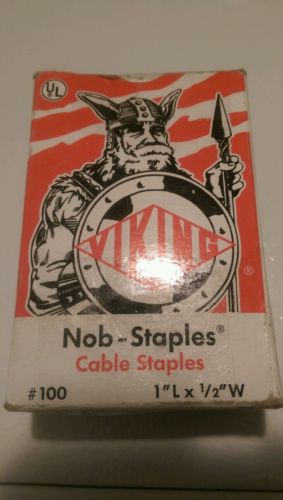 UL
VIKING
®
Nob-Staples®
Cable Staples
#100 1"L x 1/2"W